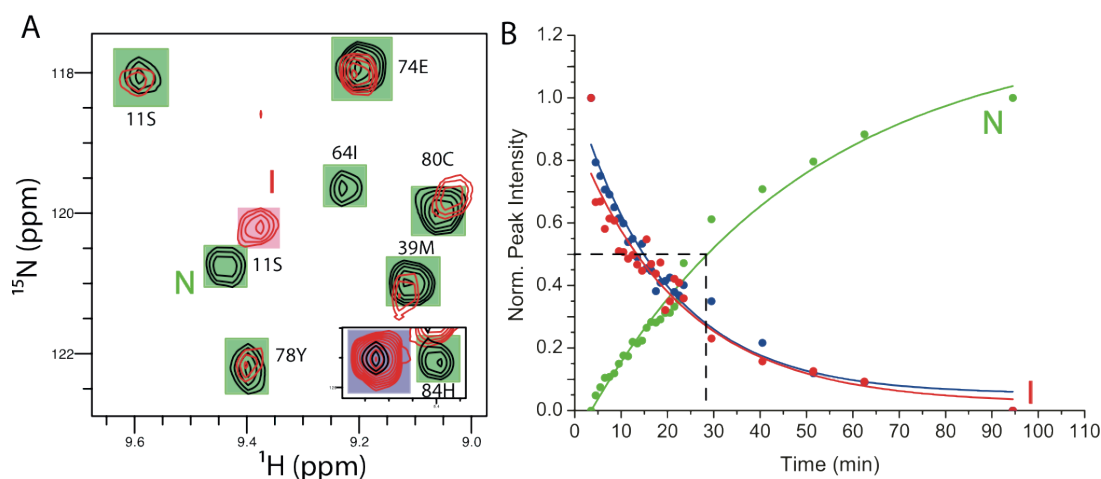 A
118
120
122
¹⁵N (ppm)
9.6
9.4
9.2
9.0
¹H (ppm)
74E
11S
64I
80C
I
11S
39M
N
78Y
84H
B
1.2
1.0
0.8
0.6
0.4
0.2
0.0
Norm. Peak Intensity
N
I
0
10
20
30
40
50
60
70
80
90
100
110
Time (min)